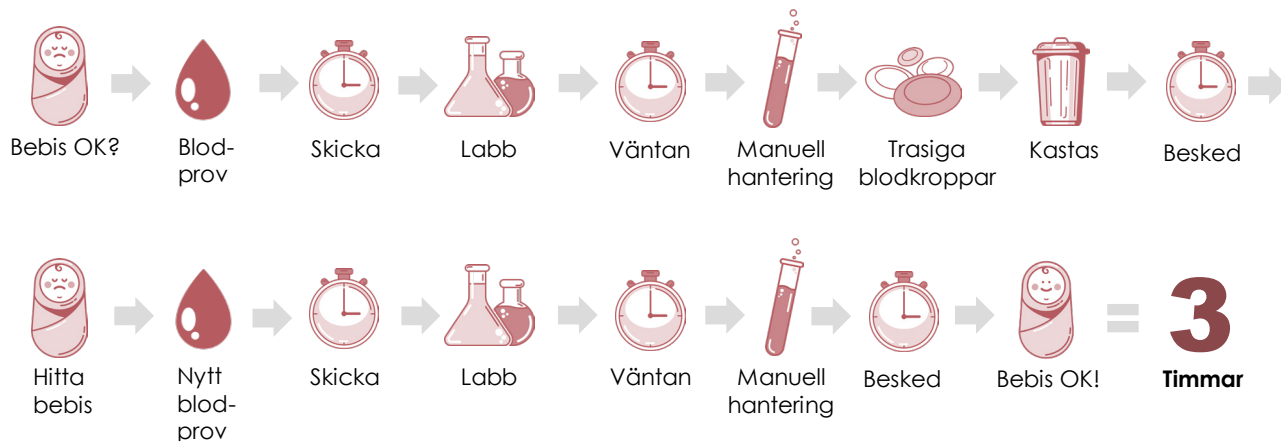 Bebis OK?
Blod-
prov
Skicka
Labb
Väntan
Manuell
hantering
Trasiga
blodkroppar
Kastas
Besked
Hitta
bebis
Nytt
blod-
prov
Skicka
Labb
Väntan
Manuell
hantering
Besked
Bebis OK!
=
3
Timmar